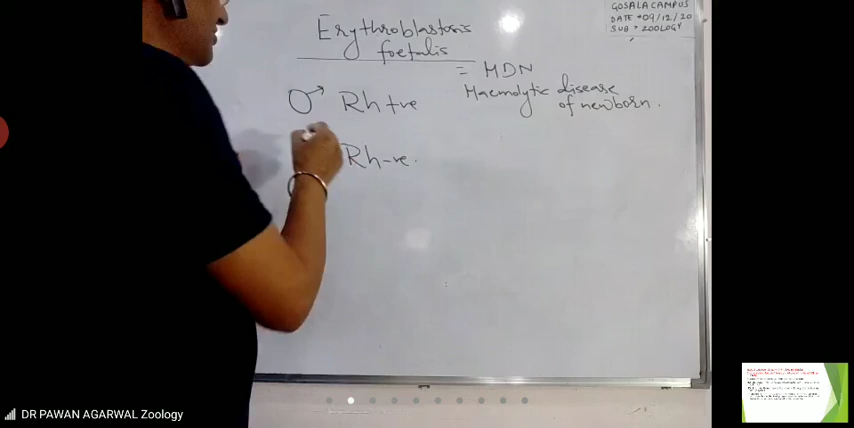 GOSALA CAMPUS
DATE → 09/12/20
SUB → ZOOLOGY
Erythroblastosis
foetalis
= HDN
Haemolytic disease
of newborn.
Rh +ve
Rh -ve.
DR PAWAN AGARWAL Zoology